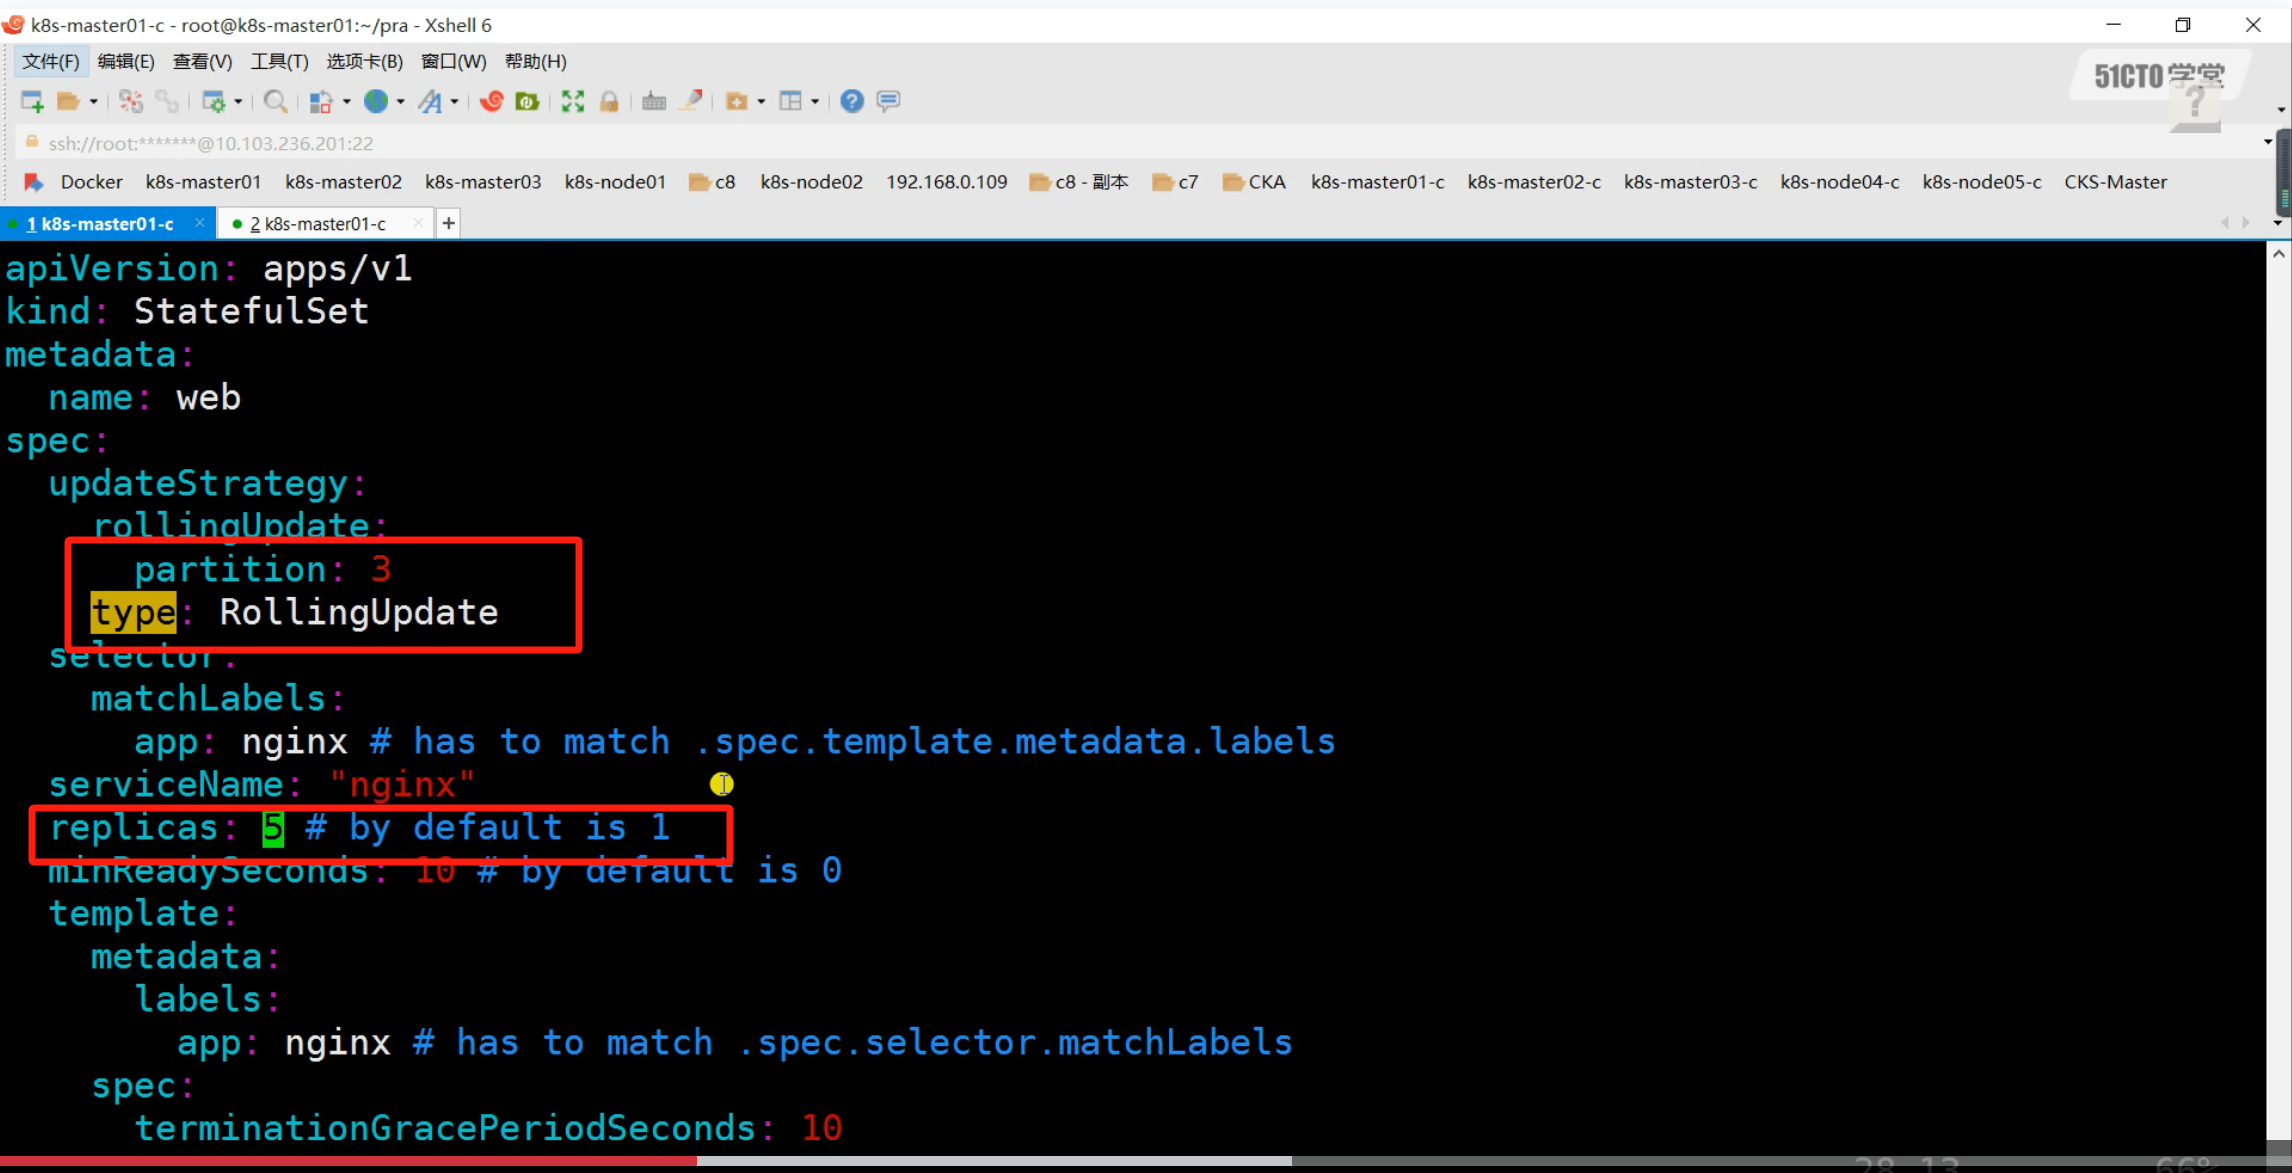 k8s-master01-c - root@k8s-master01:~/pra - Xshell 6
文件(F) 编辑(E) 查看(V) 工具(T) 选项卡(B) 窗口(W) 帮助(H)
51CTO学堂
ssh://root:*******@10.103.236.201:22
Docker k8s-master01 k8s-master02 k8s-master03 k8s-node01 c8 k8s-node02 192.168.0.109 c8 - 副本 c7 CKA k8s-master01-c k8s-master02-c k8s-master03-c k8s-node04-c k8s-node05-c CKS-Master
1 k8s-master01-c × 2 k8s-master01-c × +
apiVersion: apps/v1
kind: StatefulSet
metadata:
  name: web
spec:
  updateStrategy:
    rollingUpdate:
      partition: 3
    type: RollingUpdate
  selector:
    matchLabels:
      app: nginx # has to match .spec.template.metadata.labels
  serviceName: "nginx"
  replicas: 5 # by default is 1
  minReadySeconds: 10 # by default is 0
  template:
    metadata:
      labels:
        app: nginx # has to match .spec.selector.matchLabels
    spec:
      terminationGracePeriodSeconds: 10
28,13 66%